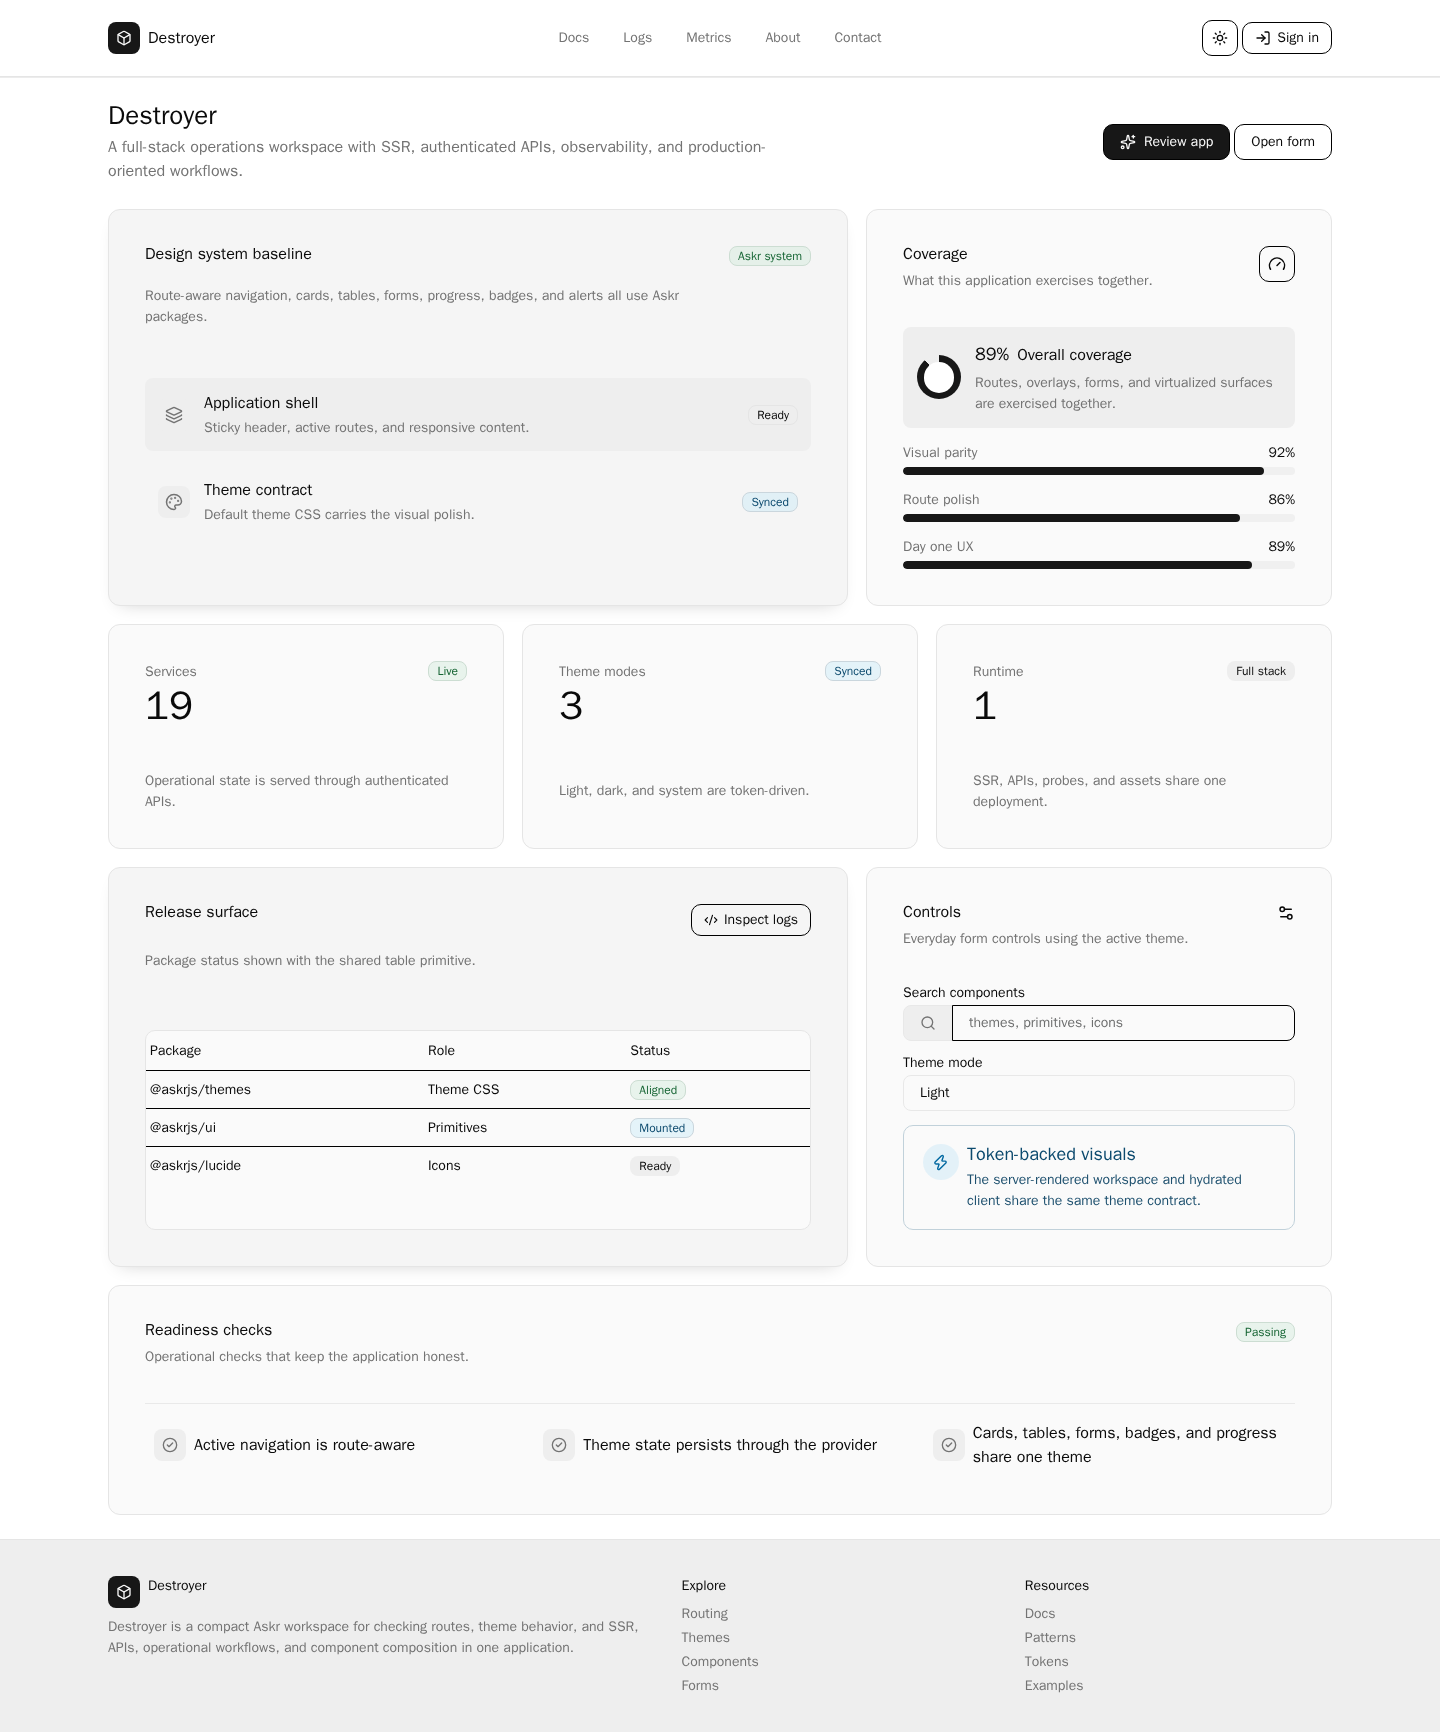 Destroyer
Docs Logs Metrics About Contact
Sign in
Destroyer
A full-stack operations workspace with SSR, authenticated APIs, observability, and production-
oriented workflows.
Review app
Open form
Design system baseline
Askr system
Route-aware navigation, cards, tables, forms, progress, badges, and alerts all use Askr
packages.
Application shell
Sticky header, active routes, and responsive content.
Ready
Theme contract
Default theme CSS carries the visual polish.
Synced
Coverage
What this application exercises together.
89% Overall coverage
Routes, overlays, forms, and virtualized surfaces
are exercised together.
Visual parity 92%
Route polish 86%
Day one UX 89%
Services
Live
19
Operational state is served through authenticated
APIs.
Theme modes
Synced
3
Light, dark, and system are token-driven.
Runtime
Full stack
1
SSR, APIs, probes, and assets share one
deployment.
Release surface
Inspect logs
Package status shown with the shared table primitive.
Package Role Status
@askrjs/themes Theme CSS Aligned
@askrjs/ui Primitives Mounted
@askrjs/lucide Icons Ready
Controls
Everyday form controls using the active theme.
Search components
themes, primitives, icons
Theme mode
Light
Token-backed visuals
The server-rendered workspace and hydrated
client share the same theme contract.
Readiness checks
Passing
Operational checks that keep the application honest.
Active navigation is route-aware
Theme state persists through the provider
Cards, tables, forms, badges, and progress
share one theme
Destroyer
Destroyer is a compact Askr workspace for checking routes, theme behavior, and SSR,
APIs, operational workflows, and component composition in one application.
Explore
Routing
Themes
Components
Forms
Resources
Docs
Patterns
Tokens
Examples